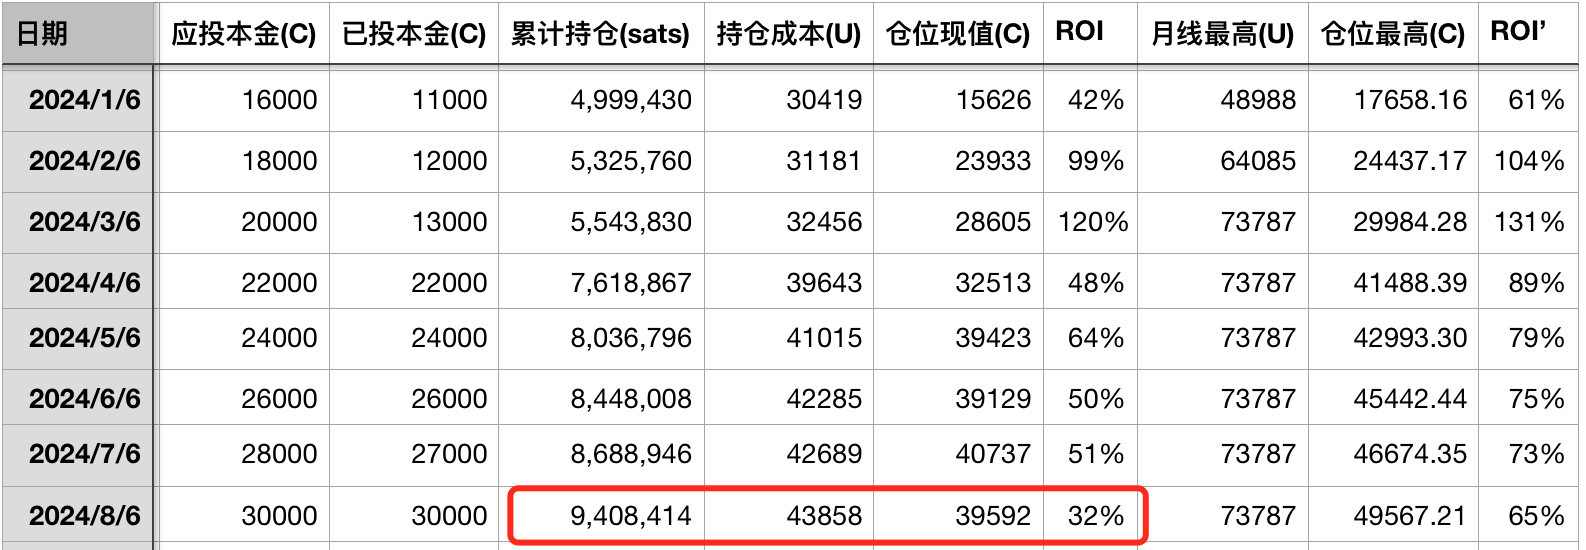 日期 应投本金(C) 已投本金(C) 累计持仓(sats) 持仓成本(U) 仓位现值(C) ROI 月线最高(U) 仓位最高(C) ROI’
2024/1/6 16000 11000 4,999,430 30419 15626 42% 48988 17658.16 61%
2024/2/6 18000 12000 5,325,760 31181 23933 99% 64085 24437.17 104%
2024/3/6 20000 13000 5,543,830 32456 28605 120% 73787 29984.28 131%
2024/4/6 22000 22000 7,618,867 39643 32513 48% 73787 41488.39 89%
2024/5/6 24000 24000 8,036,796 41015 39423 64% 73787 42993.30 79%
2024/6/6 26000 26000 8,448,008 42285 39129 50% 73787 45442.44 75%
2024/7/6 28000 27000 8,688,946 42689 40737 51% 73787 46674.35 73%
2024/8/6 30000 30000 9,408,414 43858 39592 32% 73787 49567.21 65%